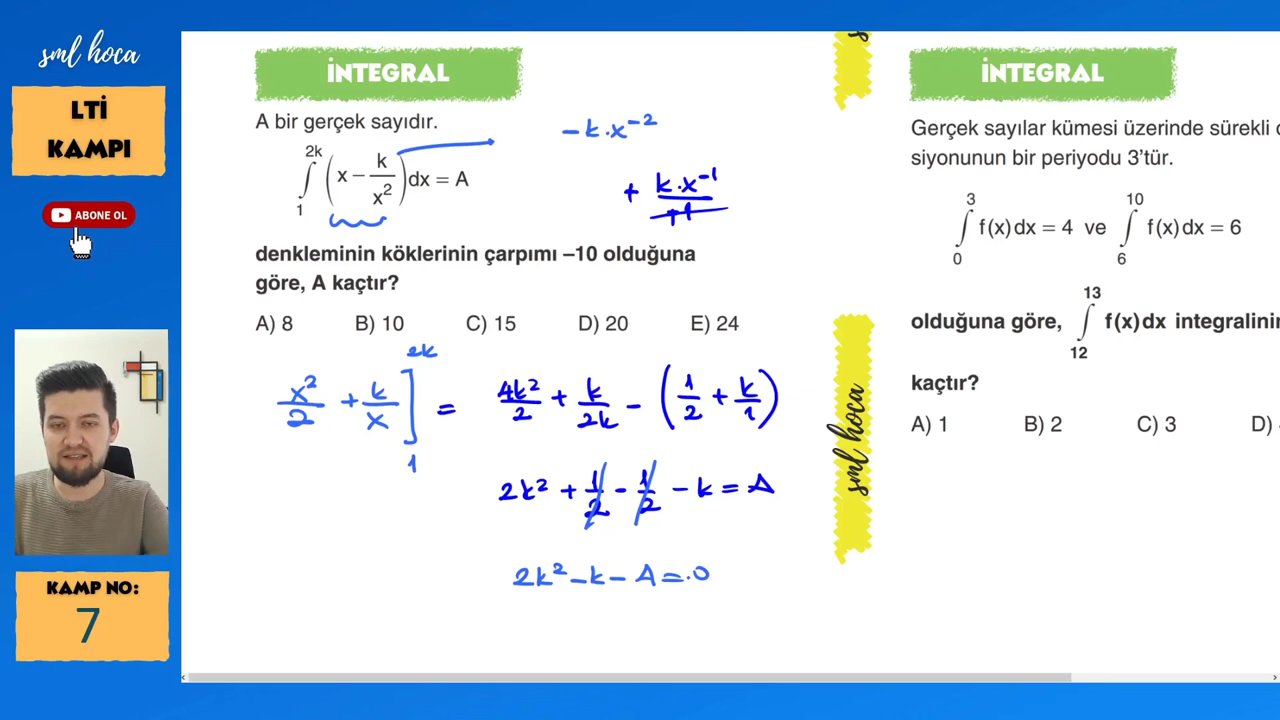 sml hoca
LTİ
KAMPI
ABONE OL
KAMP NO:
7
İNTEGRAL
A bir gerçek sayıdır.
2k
∫ (x – k/x²) dx = A
1
denkleminin köklerinin çarpımı –10 olduğuna
göre, A kaçtır?
A) 8 B) 10 C) 15 D) 20 E) 24
-k·x⁻²
+ k·x⁻¹/+1
x²/2 + k/x ]₁²ᵏ = 4k²/2 + k/2k - (1/2 + k/1)
2k² + 1/2 - 1/2 - k = A
2k² - k - A = 0
sml hoca
İNTEGRAL
Gerçek sayılar kümesi üzerinde sürekli
siyonunun bir periyodu 3'tür.
3 10
∫ f(x) dx = 4 ve ∫ f(x) dx = 6
0 6
13
olduğuna göre, ∫ f(x) dx
12
kaçtır?
A) 1 B) 2 C) 3 D)